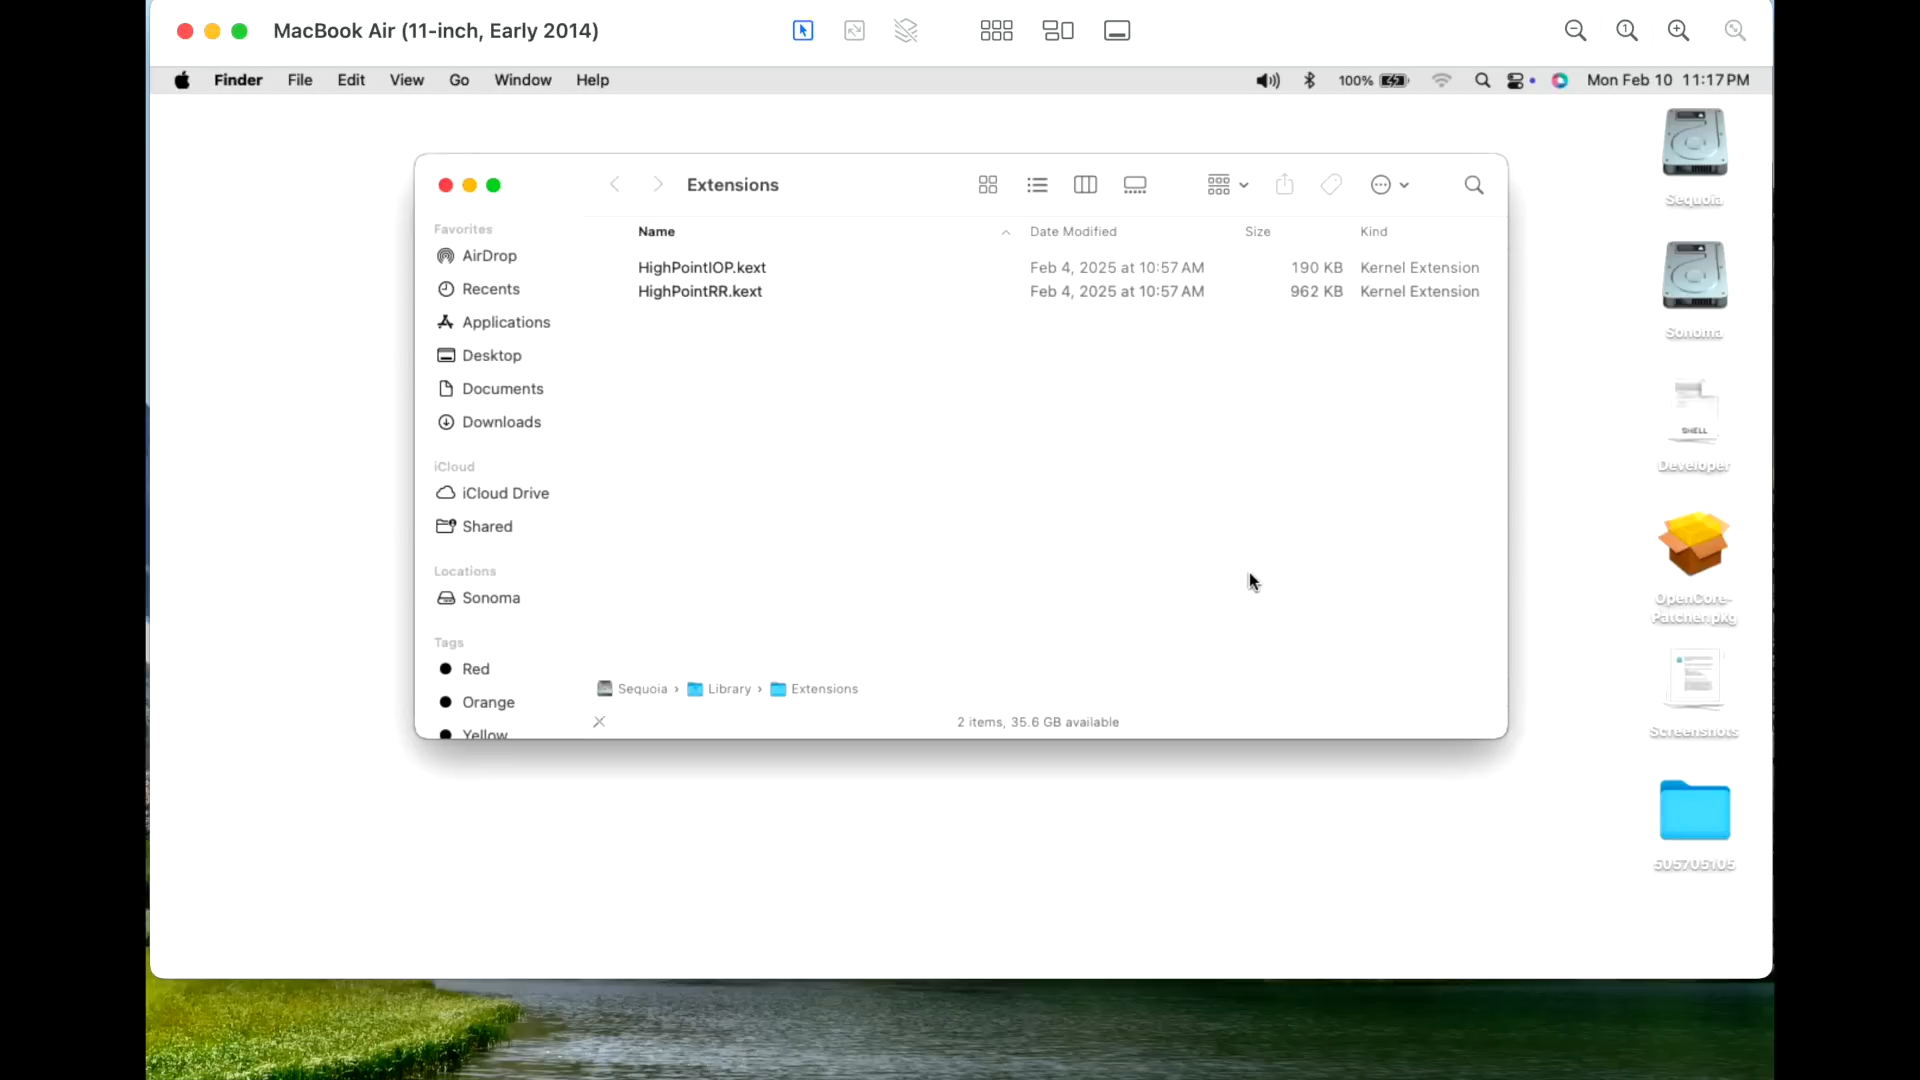 MacBook Air (11-inch, Early 2014)
1
Finder File Edit View Go Window Help
100%
Mon Feb 10 11:17 PM
Extensions
Favorites
AirDrop
Recents
Applications
Desktop
Documents
Downloads
iCloud
iCloud Drive
Shared
Locations
Sonoma
Tags
Red
Orange
Yellow
Name Date Modified Size Kind
HighPointIOP.kext Feb 4, 2025 at 10:57 AM 190 KB Kernel Extension
HighPointRR.kext Feb 4, 2025 at 10:57 AM 962 KB Kernel Extension
Sequoia › Library › Extensions
2 items, 35.6 GB available
Sequoia
Sonoma
SHELL
Developer
OpenCore-
Patcher.pkg
Screenshots
505705105